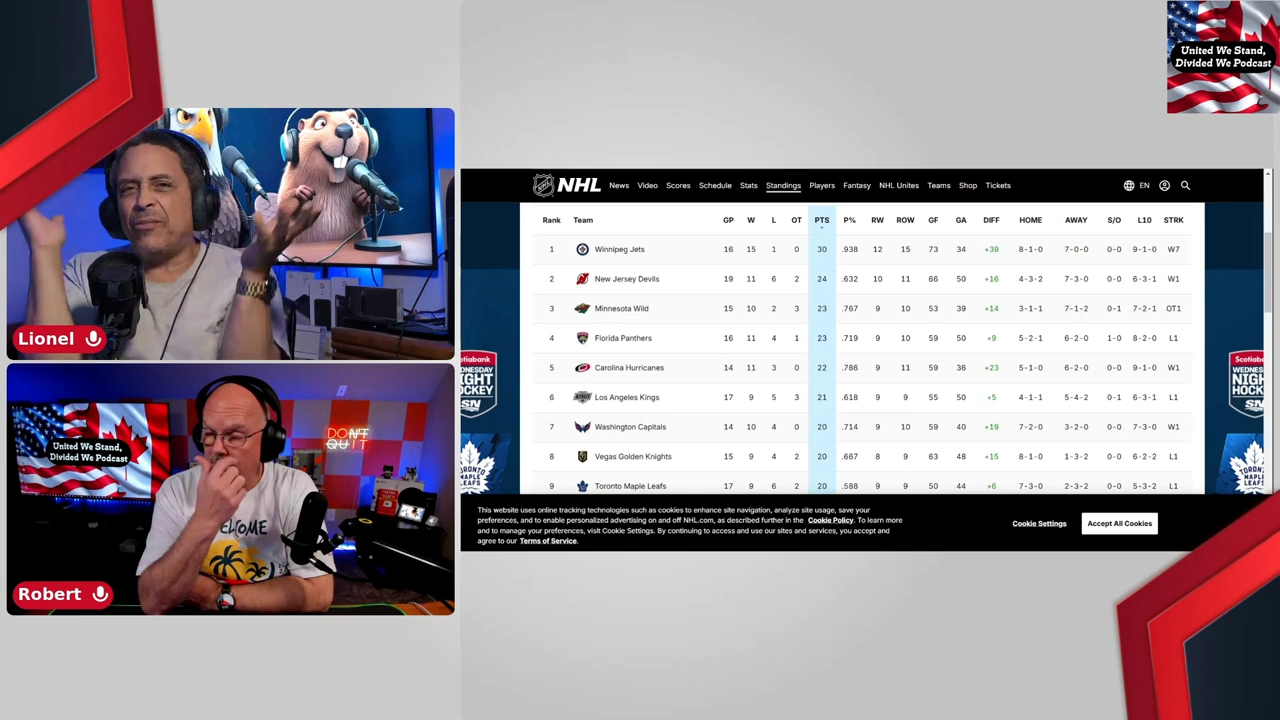 United We Stand,
Divided We Podcast
NHL News Video Scores Schedule Stats Standings Players Fantasy NHL Unites Teams Shop Tickets EN
Rank Team GP W L OT PTS P% RW ROW GF GA DIFF HOME AWAY S/O L10 STRK
1 Winnipeg Jets 16 15 1 0 30 .938 12 15 73 34 +39 8-1-0 7-0-0 0-0 9-1-0 W7
2 New Jersey Devils 19 11 6 2 24 .632 10 11 66 50 +16 4-3-2 7-3-0 0-0 6-3-1 W1
3 Minnesota Wild 15 10 2 3 23 .767 9 10 53 39 +14 3-1-1 7-1-2 0-1 7-2-1 OT1
4 Florida Panthers 16 11 4 1 23 .719 9 10 59 50 +9 5-2-1 6-2-0 1-0 8-2-0 L1
5 Carolina Hurricanes 14 11 3 0 22 .786 9 11 59 36 +23 5-1-0 6-2-0 0-0 9-1-0 W1
6 Los Angeles Kings 17 9 5 3 21 .618 9 9 55 50 +5 4-1-1 5-4-2 0-1 6-3-1 L1
7 Washington Capitals 14 10 4 0 20 .714 9 10 59 40 +19 7-2-0 3-2-0 0-0 7-3-0 W1
8 Vegas Golden Knights 15 9 4 2 20 .667 8 9 63 48 +15 8-1-0 1-3-2 0-0 6-2-2 L1
9 Toronto Maple Leafs 17 9 6 2 20 .588 9 9 50 44 +6 7-3-0 2-3-2 0-0 5-3-2 W1
Scotiabank
WEDNESDAY
NIGHT
HOCKEY
SN
TORONTO
MAPLE
LEAFS
This website uses online tracking technologies such as cookies to enhance site navigation, analyze site usage, save your
preferences, and to enable personalized advertising on and off NHL.com, as described further in the Cookie Policy. To learn more
and to manage your preferences, visit Cookie Settings. By continuing to access and use our sites and services, you accept and
agree to our Terms of Service.
Cookie Settings
Accept All Cookies
Lionel
United We Stand,
Divided We Podcast
DON'T
QUIT
WELCOME
Robert